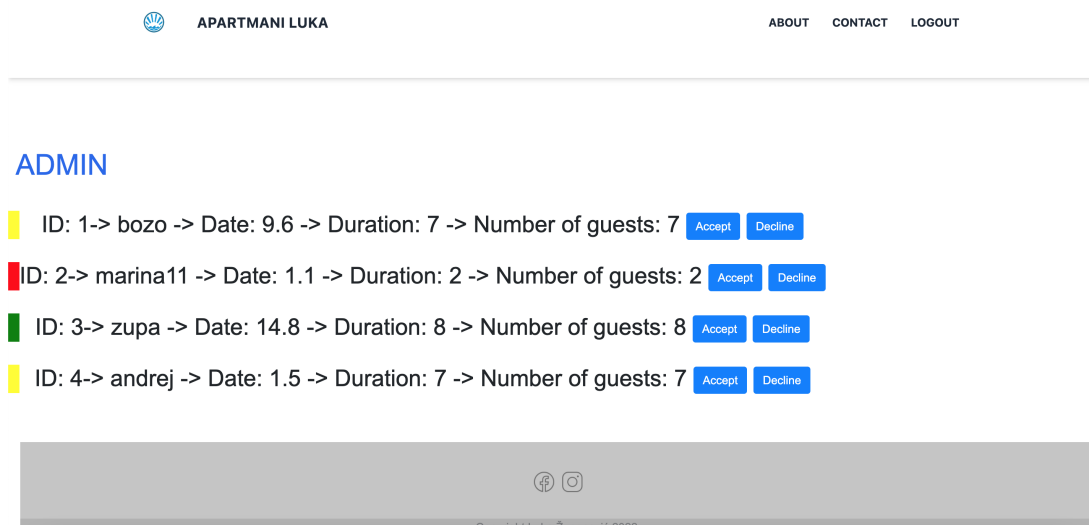 APARTMANI LUKA ABOUT CONTACT LOGOUT
ADMIN
ID: 1-> bozo -> Date: 9.6 -> Duration: 7 -> Number of guests: 7 Accept Decline
ID: 2-> marina11 -> Date: 1.1 -> Duration: 2 -> Number of guests: 2 Accept Decline
ID: 3-> zupa -> Date: 14.8 -> Duration: 8 -> Number of guests: 8 Accept Decline
ID: 4-> andrej -> Date: 1.5 -> Duration: 7 -> Number of guests: 7 Accept Decline